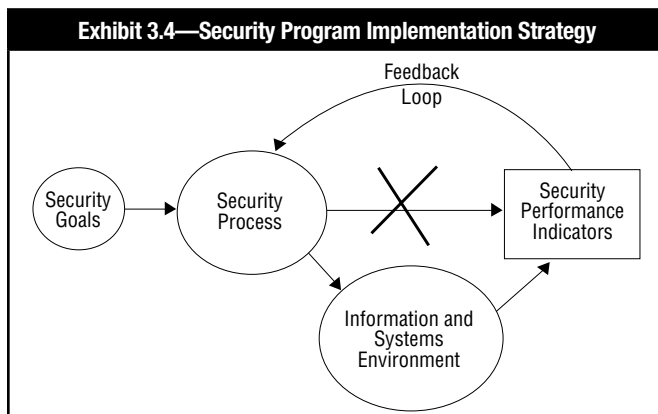 Exhibit 3.4—Security Program Implementation Strategy
Feedback
Loop
Security
Goals
Security
Process
Security
Performance
Indicators
Information and
Systems
Environment